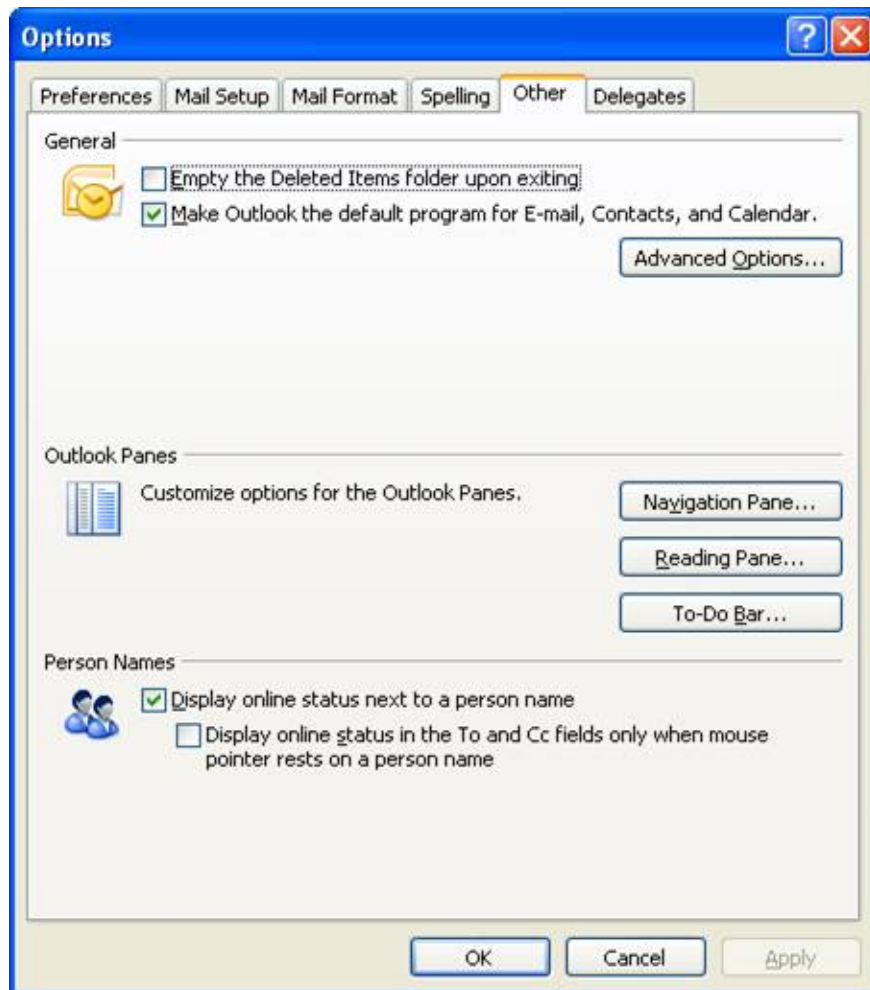 Options
Preferences Mail Setup Mail Format Spelling Other Delegates
General
Empty the Deleted Items folder upon exiting
Make Outlook the default program for E-mail, Contacts, and Calendar.
Advanced Options...
Outlook Panes
Customize options for the Outlook Panes.
Navigation Pane...
Reading Pane...
To-Do Bar...
Person Names
Display online status next to a person name
Display online status in the To and Cc fields only when mouse
pointer rests on a person name
OK Cancel Apply